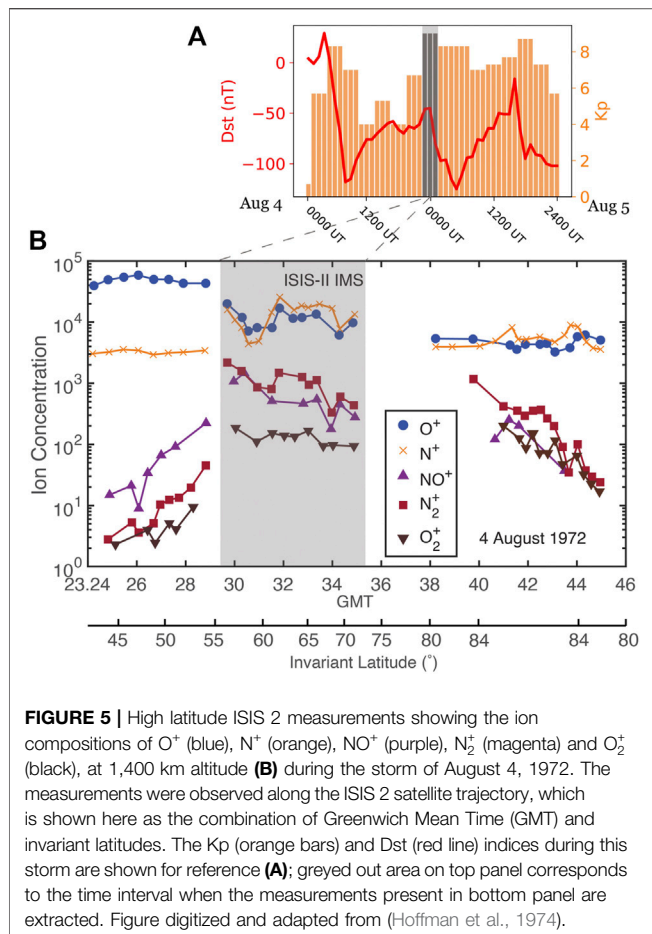 A
Dst (nT)
0
−50
−100
8
6
4
2
0
Kp
Aug 4
0000 UT
1200 UT
0000 UT
1200 UT
2400 UT
Aug 5
B
ISIS-II IMS
Ion Concentration
10^5
10^4
10^3
10^2
10^1
10^0
O+
N+
NO+
N2+
O2+
4 August 1972
23.24 26 28 30 32 34 36 38 40 42 44 46
GMT
45 50 55 60 65 70 75 80 84 84 80
Invariant Latitude (°)
FIGURE 5 | High latitude ISIS 2 measurements showing the ion
compositions of O+ (blue), N+ (orange), NO+ (purple), N2+ (magenta) and O2+
(black), at 1,400 km altitude (B) during the storm of August 4, 1972. The
measurements were observed along the ISIS 2 satellite trajectory, which
is shown here as the combination of Greenwich Mean Time (GMT) and
invariant latitudes. The Kp (orange bars) and Dst (red line) indices during this
storm are shown for reference (A); greyed out area on top panel corresponds
to the time interval when the measurements present in bottom panel are
extracted. Figure digitized and adapted from (Hoffman et al., 1974).